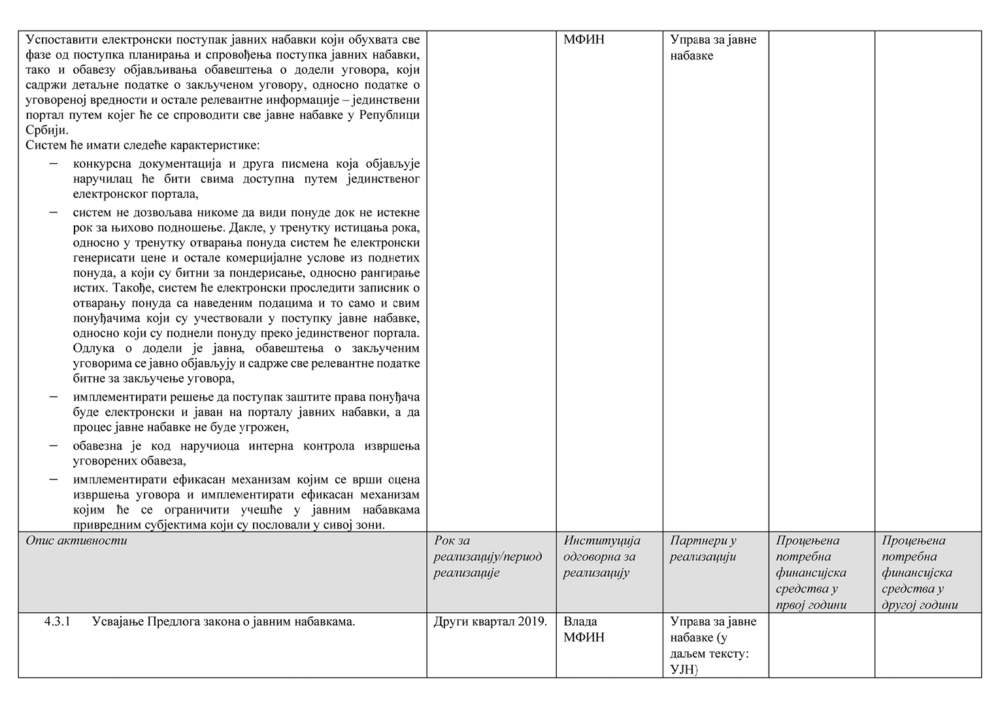 Успоставити електронски поступак јавних набавки који обухвата све
фазе од поступка планирања и спровођења поступка јавних набавки,
тако и обавезу објављивања обавештења о додели уговора, који
садржи детаљне податке о закљученом уговору, односно податке о
уговореној вредности и остале релевантне информације – јединствени
портал путем којег ће се спроводити све јавне набавке у Републици
Србији.
Систем ће имати следеће карактеристике:
– конкурсна документација и друга писмена која објављује
наручилац ће бити свима доступна путем јединственог
електронског портала,
– систем не дозвољава никоме да види понуде док не истекне
рок за њихово подношење. Дакле, у тренутку истицања рока,
односно у тренутку отварања понуда систем ће електронски
генерисати цене и остале комерцијалне услове из поднетих
понуда, а који су битни за пондерисање, односно рангирање
истих. Такође, систем ће електронски проследити записник о
отварању понуда са наведеним подацима и то само и свим
понуђачима који су учествовали у поступку јавне набавке,
односно који су поднели понуду преко јединственог портала.
Одлука о додели је јавна, обавештења о закљученим
уговорима се јавно објављују и садрже све релевантне податке
битне за закључење уговора,
– имплементирати решење да поступак заштите права понуђача
буде електронски и јаван на порталу јавних набавки, а да
процес јавне набавке не буде угрожен,
– обавезна је код наручиоца интерна контрола извршења
уговорених обавеза,
– имплементирати ефикасан механизам којим се врши оцена
извршења уговора и имплементирати ефикасан механизам
којим ће се ограничити учешће у јавним набавкама
привредним субјектима који су пословали у сивој зони.
МФИН
Управа за јавне
набавке
Опис активности
Рок за
реализацију/период
реализације
Институција
одговорна за
реализацију
Партнери у
реализацији
Процењена
потребна
финансијска
средства у
првој години
Процењена
потребна
финансијска
средства у
другој години
4.3.1 Усвајање Предлога закона о јавним набавкама.
Други квартал 2019.
Влада
МФИН
Управа за јавне
набавке (у
даљем тексту:
УЈН)